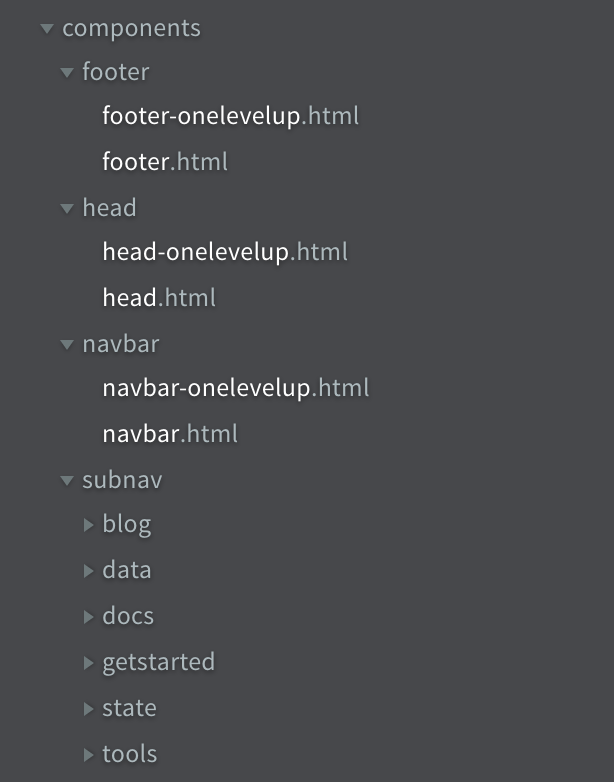 components
footer
footer-onelevelup.html
footer.html
head
head-onelevelup.html
head.html
navbar
navbar-onelevelup.html
navbar.html
subnav
blog
data
docs
getstarted
state
tools